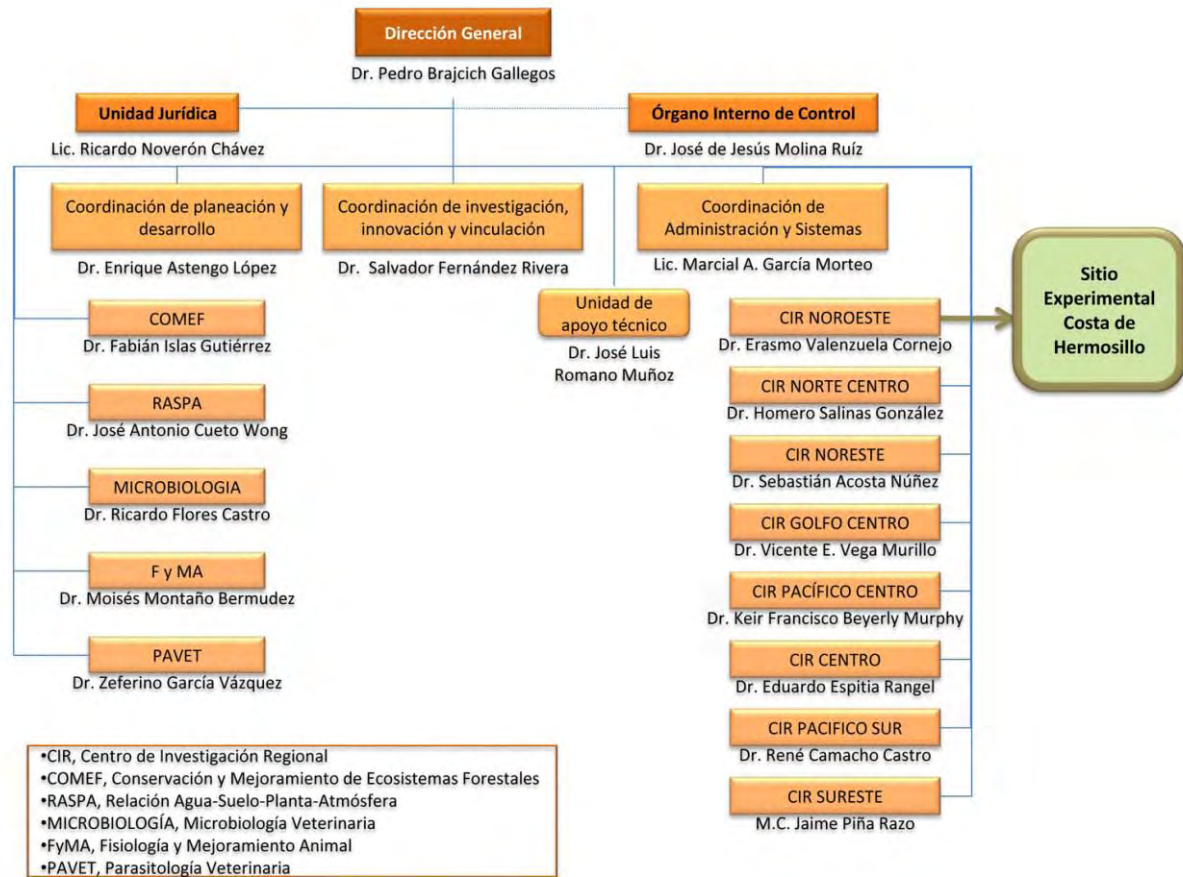 Dirección General
Dr. Pedro Brajcich Gallegos
Unidad Jurídica
Lic. Ricardo Noverón Chávez
Órgano Interno de Control
Dr. José de Jesús Molina Ruíz
Coordinación de planeación y
desarrollo
Dr. Enrique Astengo López
Coordinación de investigación,
innovación y vinculación
Dr. Salvador Fernández Rivera
Coordinación de
Administración y Sistemas
Lic. Marcial A. García Morteo
Unidad de
apoyo técnico
Dr. José Luis
Romano Muñoz
COMEF
Dr. Fabián Islas Gutiérrez
RASPA
Dr. José Antonio Cueto Wong
MICROBIOLOGIA
Dr. Ricardo Flores Castro
F y MA
Dr. Moisés Montaño Bermudez
PAVET
Dr. Zeferino García Vázquez
CIR NOROESTE
Dr. Erasmo Valenzuela Cornejo
CIR NORTE CENTRO
Dr. Homero Salinas González
CIR NORESTE
Dr. Sebastián Acosta Núñez
CIR GOLFO CENTRO
Dr. Vicente E. Vega Murillo
CIR PACÍFICO CENTRO
Dr. Keir Francisco Beyerly Murphy
CIR CENTRO
Dr. Eduardo Espitia Rangel
CIR PACIFICO SUR
Dr. René Camacho Castro
CIR SURESTE
M.C. Jaime Piña Razo
Sitio
Experimental
Costa de
Hermosillo
•CIR, Centro de Investigación Regional
•COMEF, Conservación y Mejoramiento de Ecosistemas Forestales
•RASPA, Relación Agua-Suelo-Planta-Atmósfera
•MICROBIOLOGÍA, Microbiología Veterinaria
•FyMA, Fisiología y Mejoramiento Animal
•PAVET, Parasitología Veterinaria